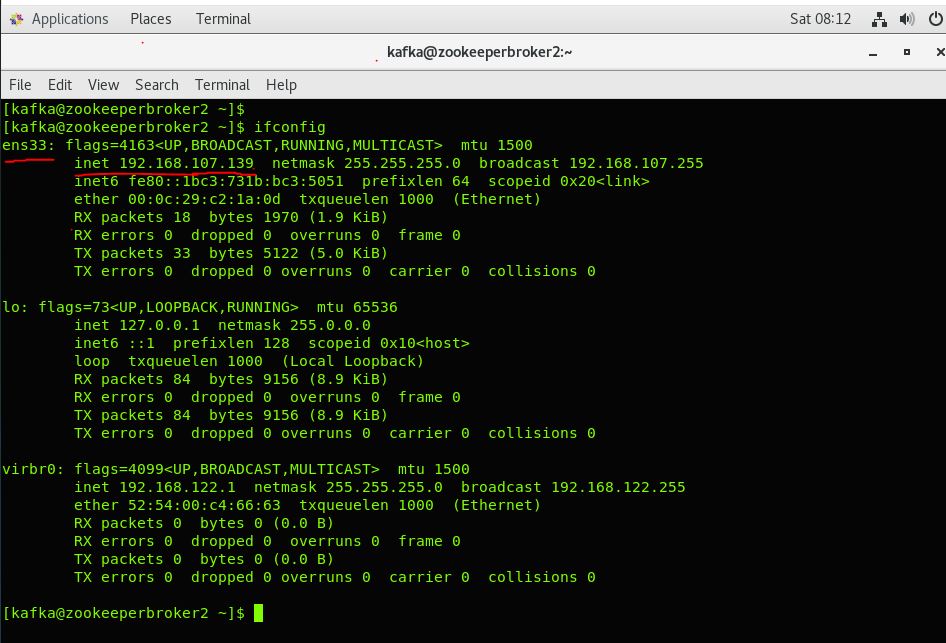 Applications Places Terminal Sat 08:12
kafka@zookeeperbroker2:~
File Edit View Search Terminal Help
[kafka@zookeeperbroker2 ~]$
[kafka@zookeeperbroker2 ~]$ ifconfig
ens33: flags=4163<UP,BROADCAST,RUNNING,MULTICAST>  mtu 1500
        inet 192.168.107.139  netmask 255.255.255.0  broadcast 192.168.107.255
        inet6 fe80::1bc3:731b:bc3:5051  prefixlen 64  scopeid 0x20<link>
        ether 00:0c:29:c2:1a:0d  txqueuelen 1000  (Ethernet)
        RX packets 18  bytes 1970 (1.9 KiB)
        RX errors 0  dropped 0  overruns 0  frame 0
        TX packets 33  bytes 5122 (5.0 KiB)
        TX errors 0  dropped 0 overruns 0  carrier 0  collisions 0
lo: flags=73<UP,LOOPBACK,RUNNING>  mtu 65536
        inet 127.0.0.1  netmask 255.0.0.0
        inet6 ::1  prefixlen 128  scopeid 0x10<host>
        loop  txqueuelen 1000  (Local Loopback)
        RX packets 84  bytes 9156 (8.9 KiB)
        RX errors 0  dropped 0  overruns 0  frame 0
        TX packets 84  bytes 9156 (8.9 KiB)
        TX errors 0  dropped 0 overruns 0  carrier 0  collisions 0
virbr0: flags=4099<UP,BROADCAST,MULTICAST>  mtu 1500
        inet 192.168.122.1  netmask 255.255.255.0  broadcast 192.168.122.255
        ether 52:54:00:c4:66:63  txqueuelen 1000  (Ethernet)
        RX packets 0  bytes 0 (0.0 B)
        RX errors 0  dropped 0  overruns 0  frame 0
        TX packets 0  bytes 0 (0.0 B)
        TX errors 0  dropped 0 overruns 0  carrier 0  collisions 0
[kafka@zookeeperbroker2 ~]$